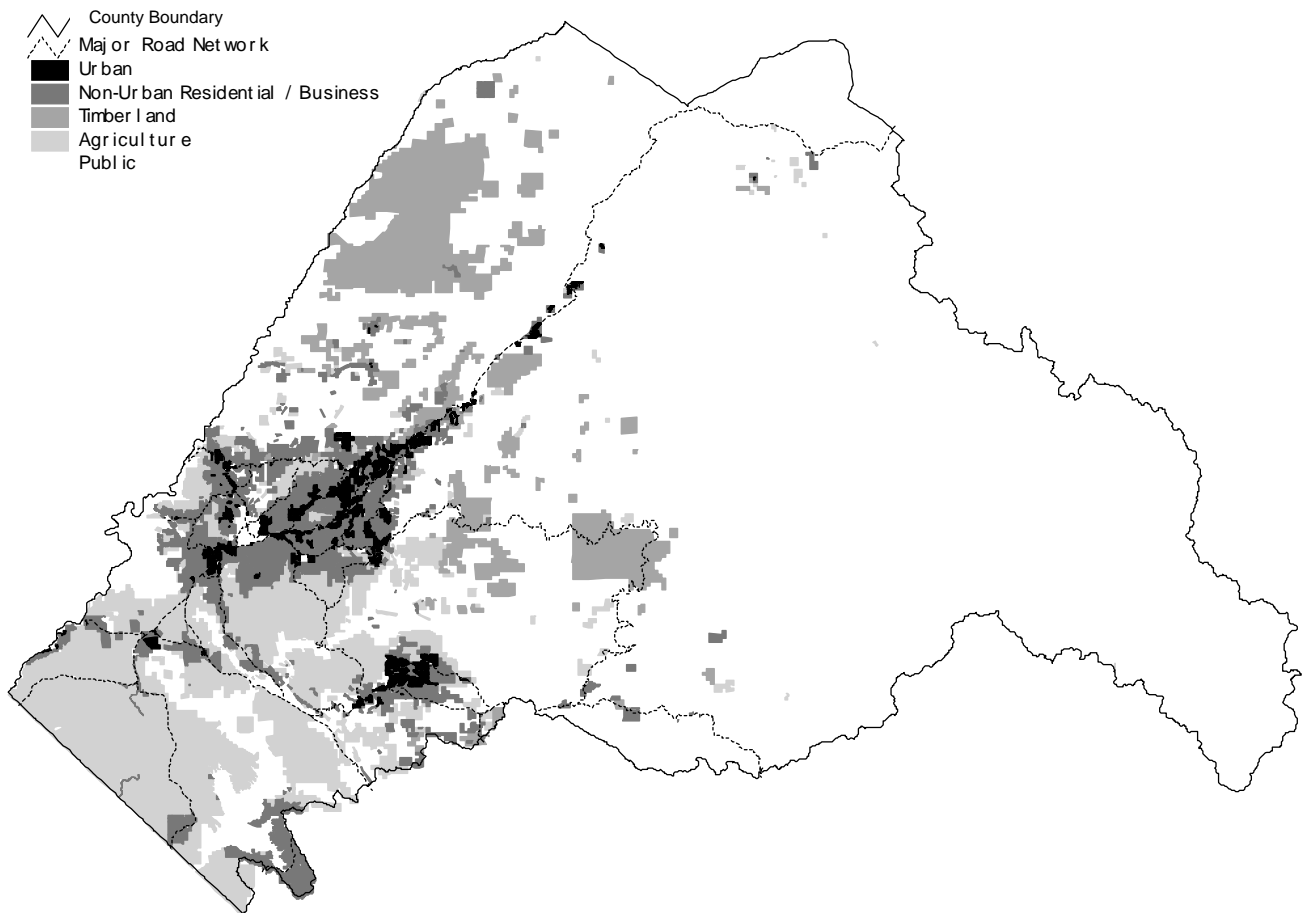 County Boundary
Major Road Network
Urban
Non-Urban Residential / Business
Timberland
Agriculture
Public